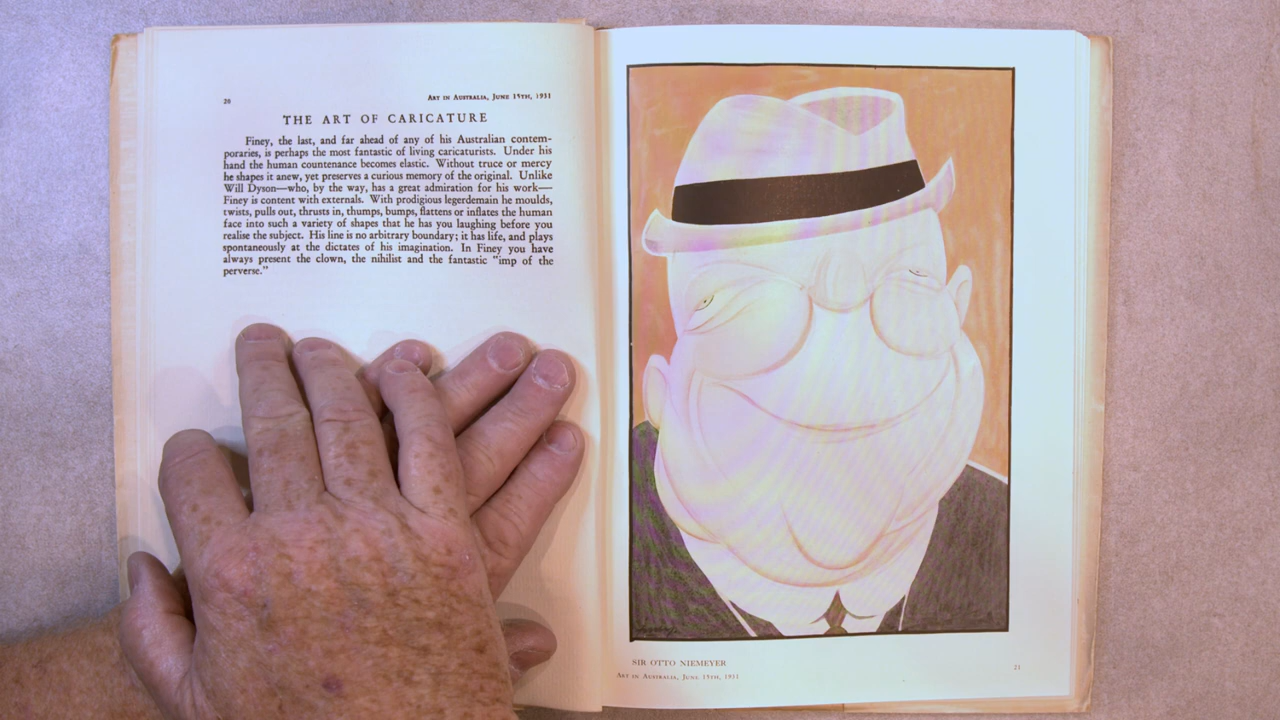 20
ART IN AUSTRALIA, JUNE 15TH, 1931
THE ART OF CARICATURE
Finey, the last, and far ahead of any of his Australian contem-
poraries, is perhaps the most fantastic of living caricaturists. Under his
hand the human countenance becomes elastic. Without truce or mercy
he shapes it anew, yet preserves a curious memory of the original. Unlike
Will Dyson—who, by the way, has a great admiration for his work—
Finey is content with externals. With prodigious legerdemain he moulds,
twists, pulls out, thrusts in, thumps, bumps, flattens or inflates the human
face into such a variety of shapes that he has you laughing before you
realise the subject. His line is no arbitrary boundary; it has life, and plays
spontaneously at the dictates of his imagination. In Finey you have
always present the clown, the nihilist and the fantastic "imp of the
perverse."
SIR OTTO NIEMEYER
ART IN AUSTRALIA, JUNE 15TH, 1931
21